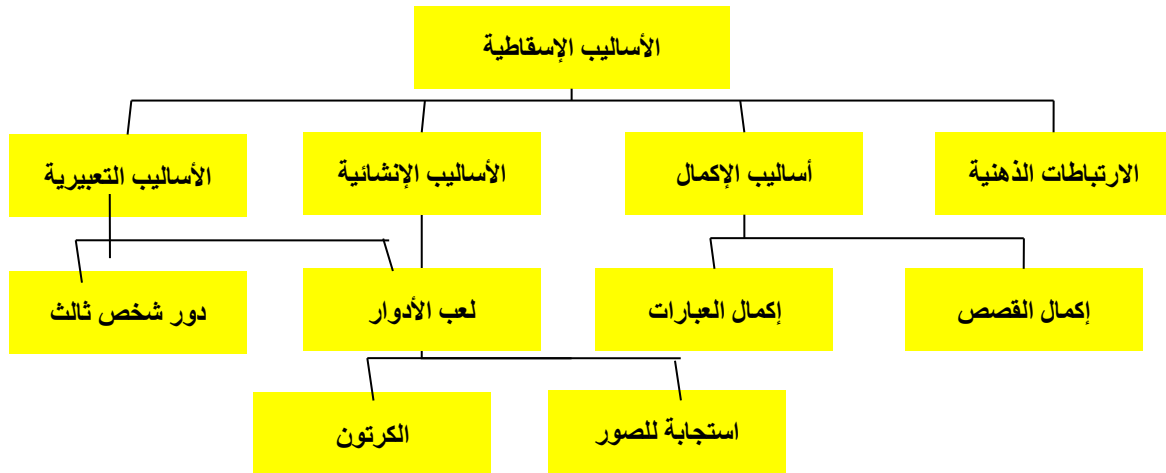 الأساليب الإسقاطية
الارتباطات الذهنية
أساليب الإكمال
الأساليب الإنشائية
الأساليب التعبيرية
إكمال القصص
إكمال العبارات
لعب الأدوار
دور شخص ثالث
استجابة للصور
الكرتون